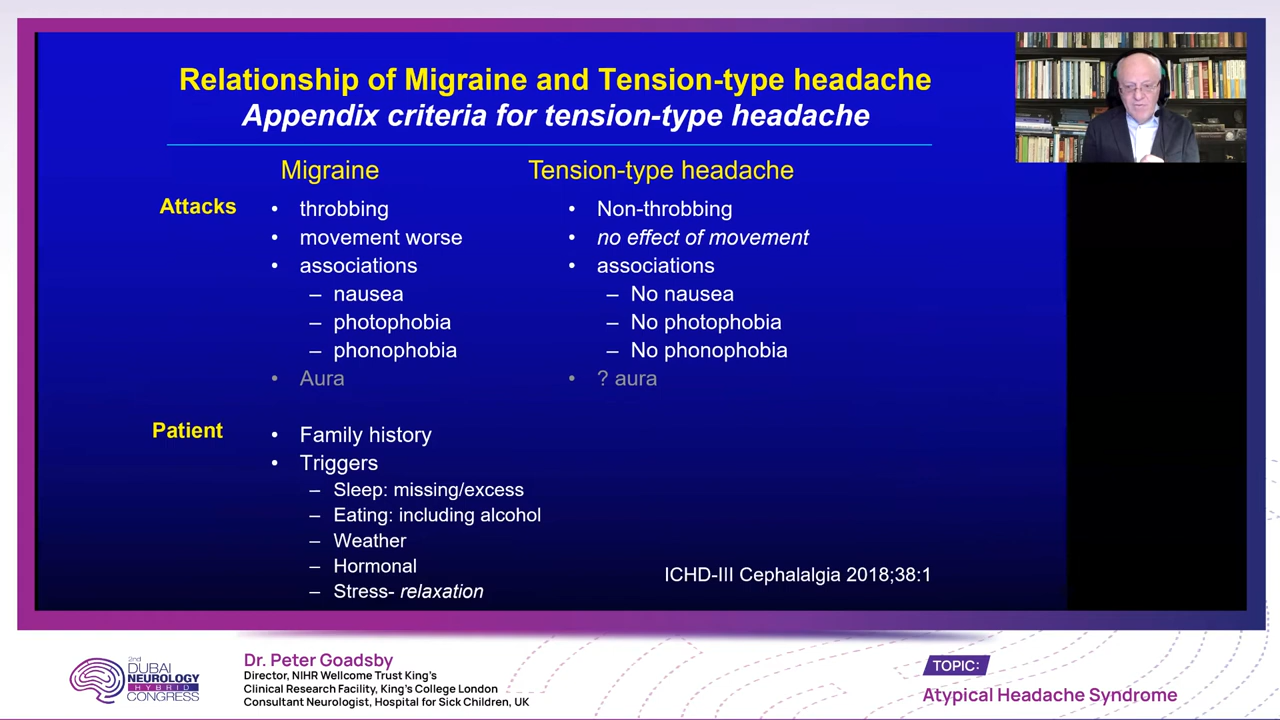 Relationship of Migraine and Tension-type headache
Appendix criteria for tension-type headache
Migraine
Tension-type headache
Attacks
• throbbing
• movement worse
• associations
– nausea
– photophobia
– phonophobia
• Aura
• Non-throbbing
• no effect of movement
• associations
– No nausea
– No photophobia
– No phonophobia
• ? aura
Patient
• Family history
• Triggers
– Sleep: missing/excess
– Eating: including alcohol
– Weather
– Hormonal
– Stress- relaxation
ICHD-III Cephalalgia 2018;38:1
2nd
DUBAI
NEUROLOGY
HYBRID
CONGRESS
Dr. Peter Goadsby
Director, NIHR Wellcome Trust King's
Clinical Research Facility, King's College London
Consultant Neurologist, Hospital for Sick Children, UK
TOPIC:
Atypical Headache Syndrome